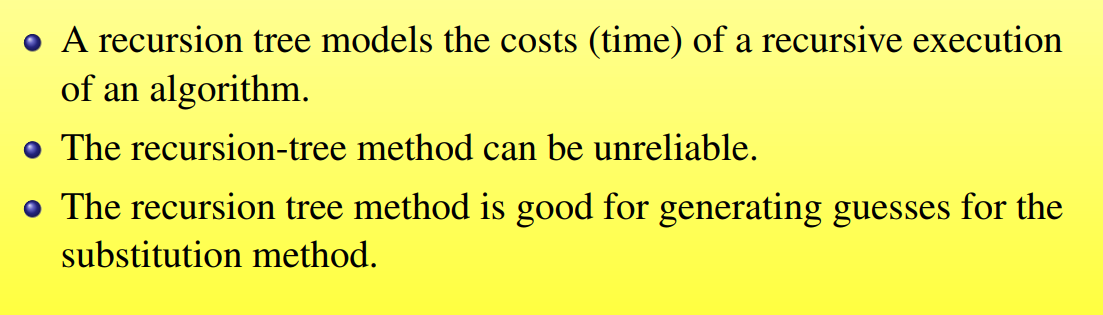 A recursion tree models the costs (time) of a recursive execution
of an algorithm.
The recursion-tree method can be unreliable.
The recursion tree method is good for generating guesses for the
substitution method.